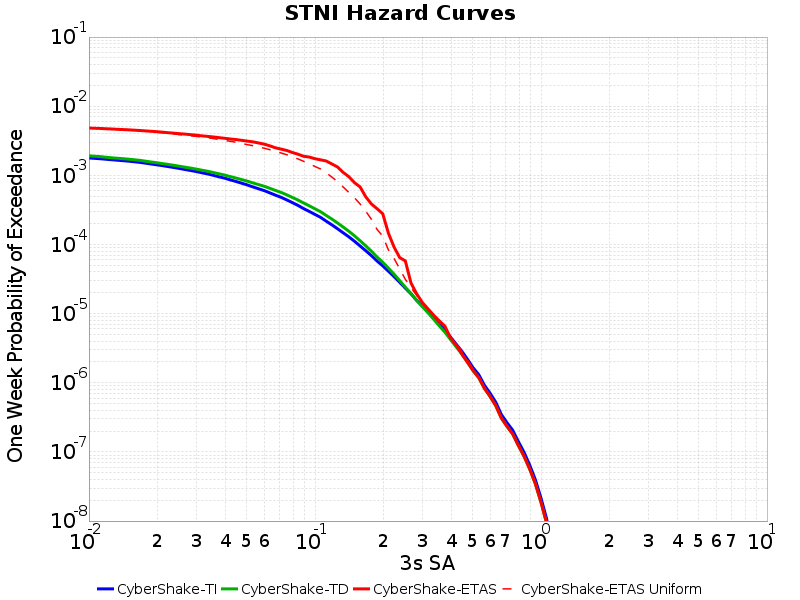 STNI Hazard Curves
One Week Probability of Exceedance
10-1
10-2
10-3
10-4
10-5
10-6
10-7
10-8
10-2 2 3 4 5 6 10-1 2 3 4 5 6 7 100 2 3 4 5 6 7 101
3s SA
CyberShake-TI CyberShake-TD CyberShake-ETAS CyberShake-ETAS Uniform